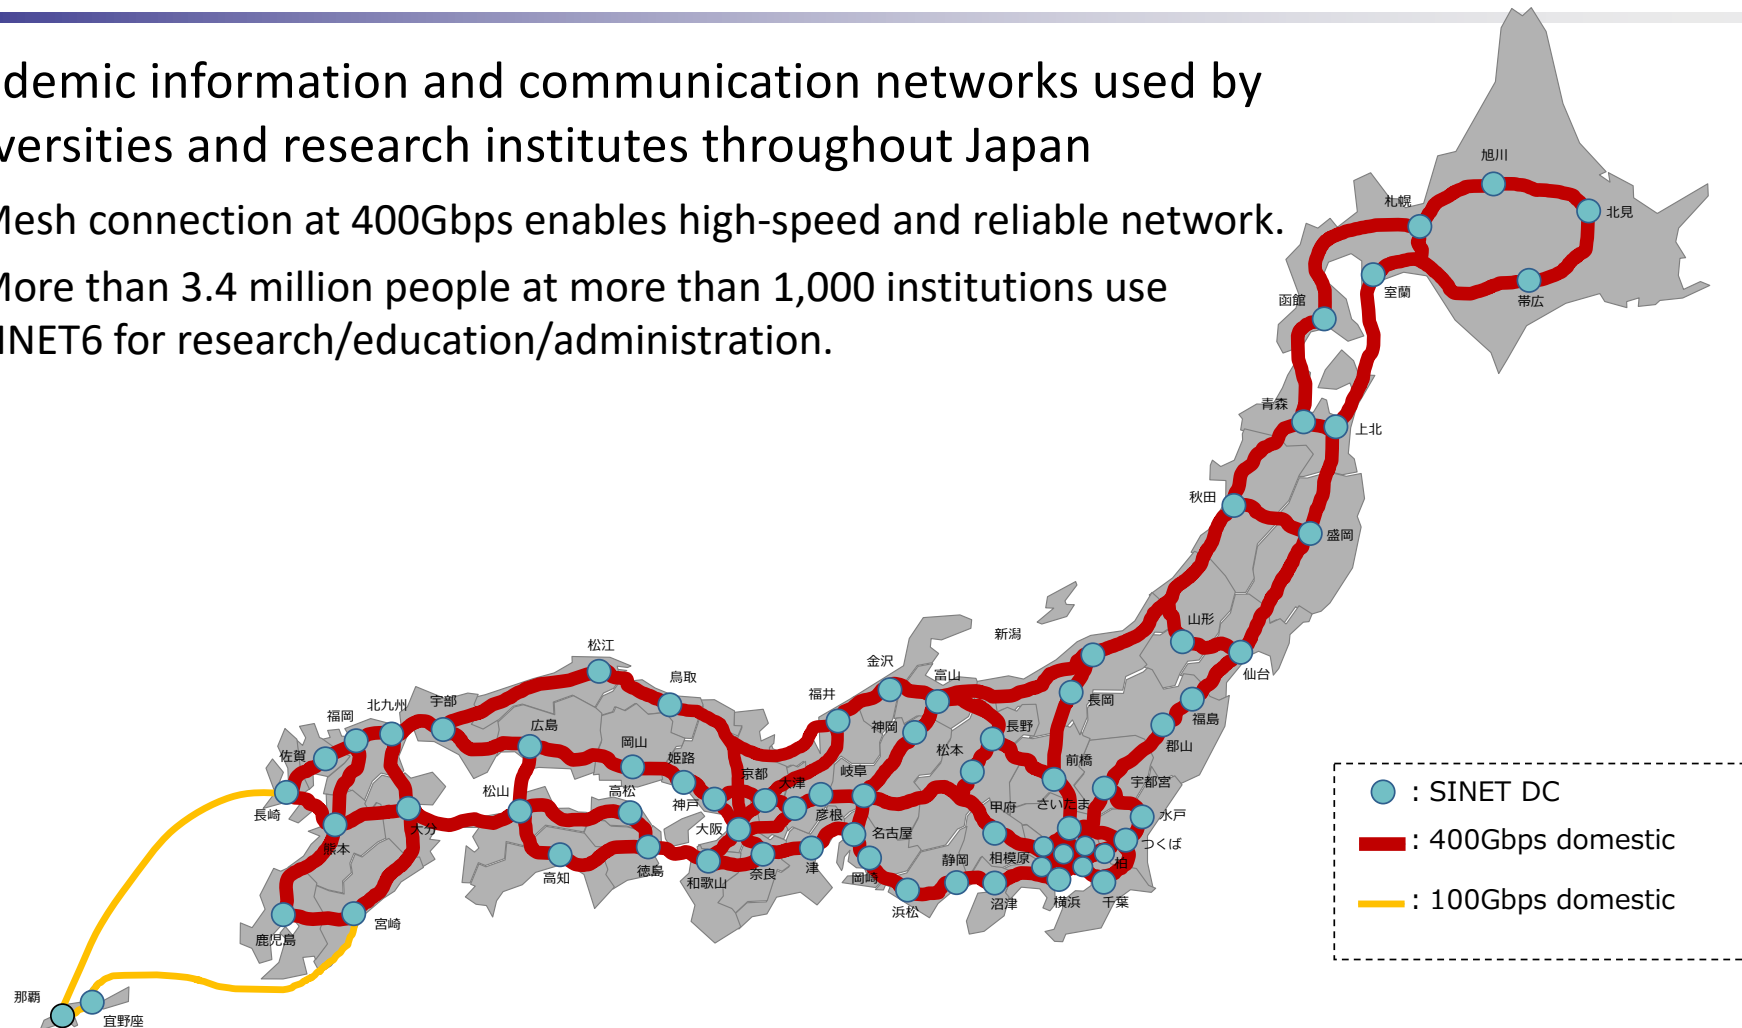 demic information and communication networks used by
versities and research institutes throughout Japan
Mesh connection at 400Gbps enables high-speed and reliable network.
More than 3.4 million people at more than 1,000 institutions use
INET6 for research/education/administration.
旭川
札幌
北見
室蘭
函館
帯広
青森
上北
秋田
盛岡
山形
新潟
仙台
松江
金沢
富山
鳥取
福井
長岡
福島
北九州
宇部
福岡
広島
神岡
長野
郡山
佐賀
岡山
姫路
松本
前橋
京都
大津
岐阜
宇都宮
松山
高松
神戸
甲府
さいたま
水戸
長崎
大阪
彦根
名古屋
つくば
大分
熊本
高知
徳島
和歌山
奈良
津
岡崎
静岡
相模原
柏
浜松
沼津
横浜
千葉
宮崎
鹿児島
那覇
宜野座
: SINET DC
: 400Gbps domestic
: 100Gbps domestic